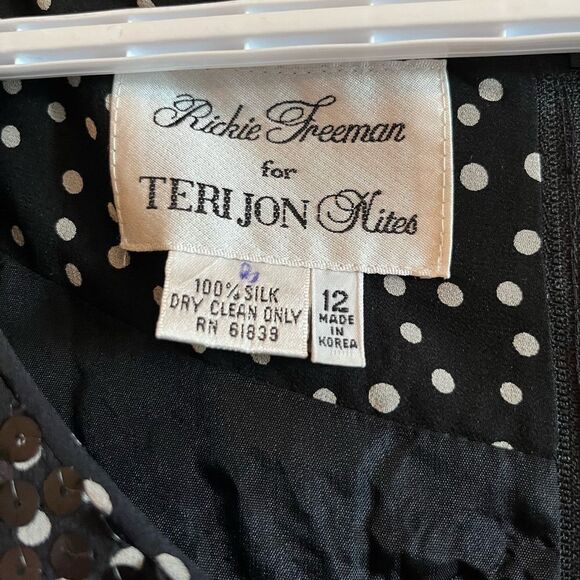 Rickie Freeman
for
TERI JON Nites
100% SILK
DRY CLEAN ONLY
RN 61839
12
MADE
IN
KOREA